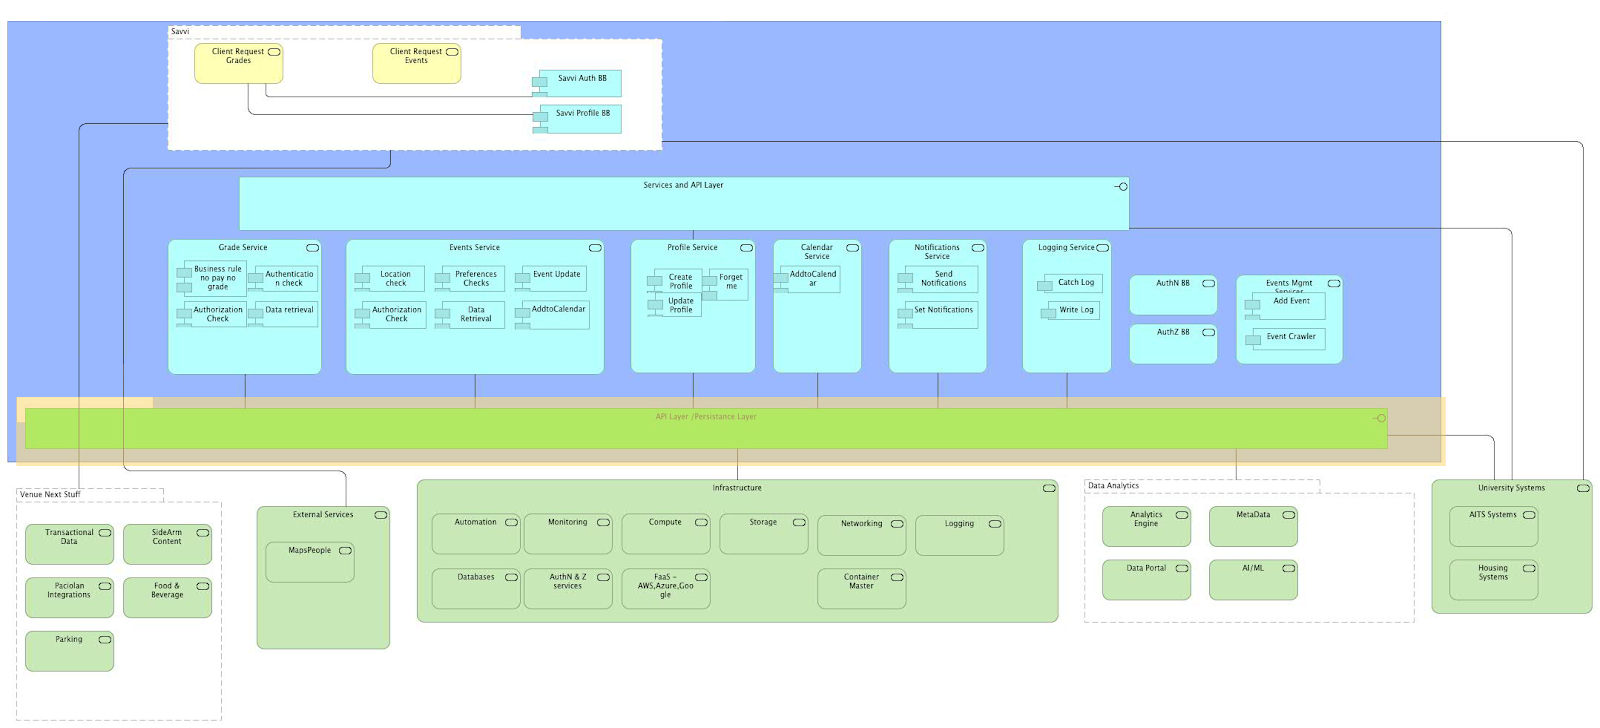 Savvi
Client Request
Grades
Client Request
Events
Savvi Auth BB
Savvi Profile BB
Services and API Layer
Grade Service
Business rule
no pay no
grade
Authenticatio
n check
Authorization
Check
Data retrieval
Events Service
Location
check
Preferences
Checks
Event Update
Authorization
Check
Data
Retrieval
AddtoCalendar
Profile Service
Create
Profile
Forget
me
Update
Profile
Calendar
Service
AddtoCalend
ar
Notifications
Service
Send
Notifications
Set Notifications
Logging Service
Catch Log
Write Log
AuthN BB
AuthZ BB
Events Mgmt
Services
Add Event
Event Crawler
API Layer /Persistance Layer
Venue Next Stuff
Transactional
Data
SideArm
Content
Paciolan
Integrations
Food &
Beverage
Parking
External Services
MapsPeople
Infrastructure
Automation
Monitoring
Compute
Storage
Networking
Logging
Databases
AuthN & Z
services
FaaS -
AWS,Azure,Goo
gle
Container
Master
Data Analytics
Analytics
Engine
MetaData
Data Portal
AI/ML
University Systems
AITS Systems
Housing
Systems